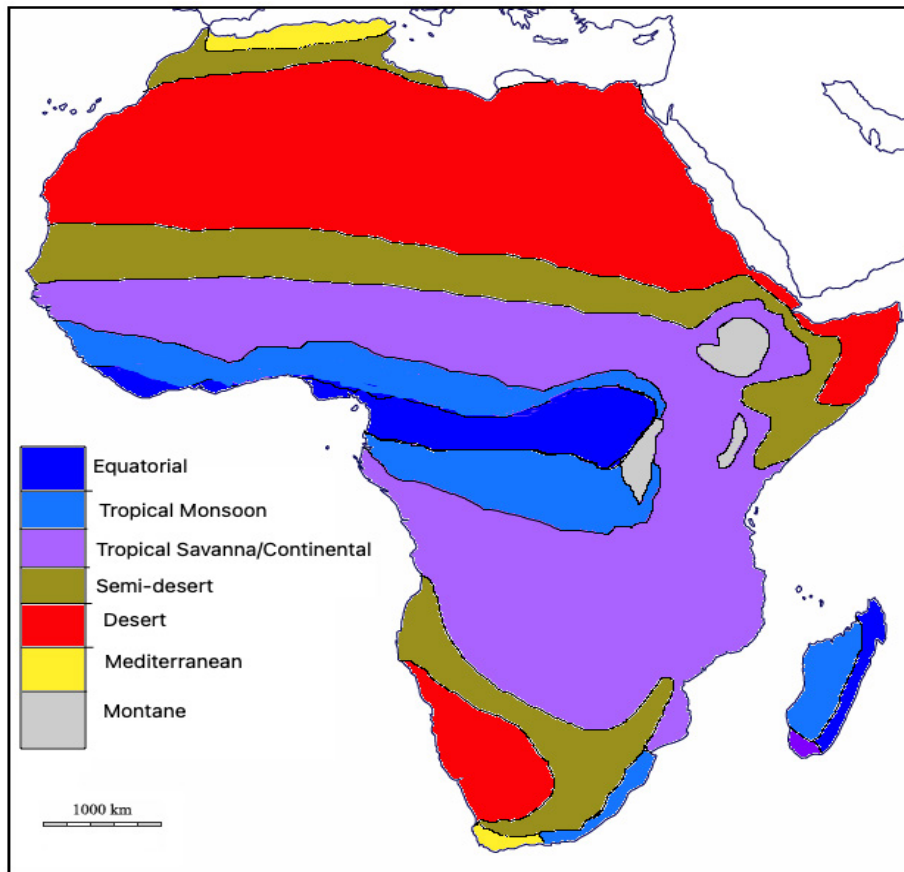 Equatorial
Tropical Monsoon
Tropical Savanna/Continental
Semi-desert
Desert
Mediterranean
Montane
1000 km